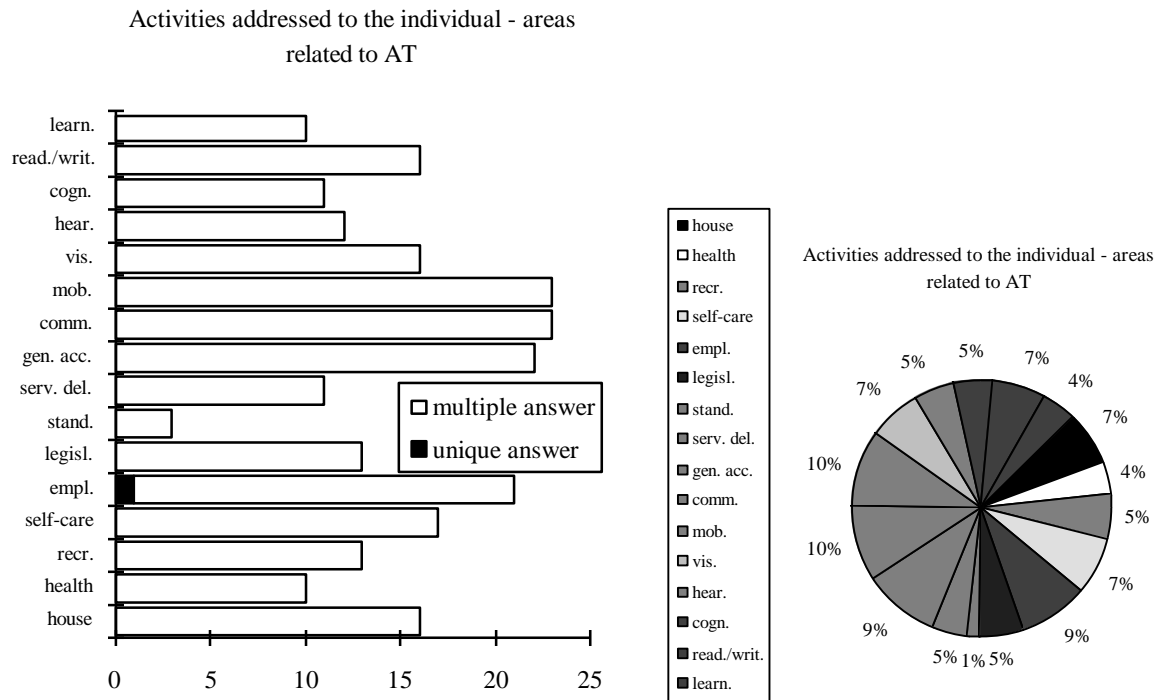 Activities addressed to the individual - areas
related to AT
learn.
read./writ.
cogn.
hear.
vis.
mob.
comm.
gen. acc.
serv. del.
stand.
legisl.
empl.
self-care
recr.
health
house
0 5 10 15 20 25
multiple answer
unique answer
house
health
recr.
self-care
empl.
legisl.
stand.
serv. del.
gen. acc.
comm.
mob.
vis.
hear.
cogn.
read./writ.
learn.
Activities addressed to the individual - areas
related to AT
7%
4%
5%
7%
9%
5%
1%
5%
9%
10%
10%
7%
5%
5%
7%
4%